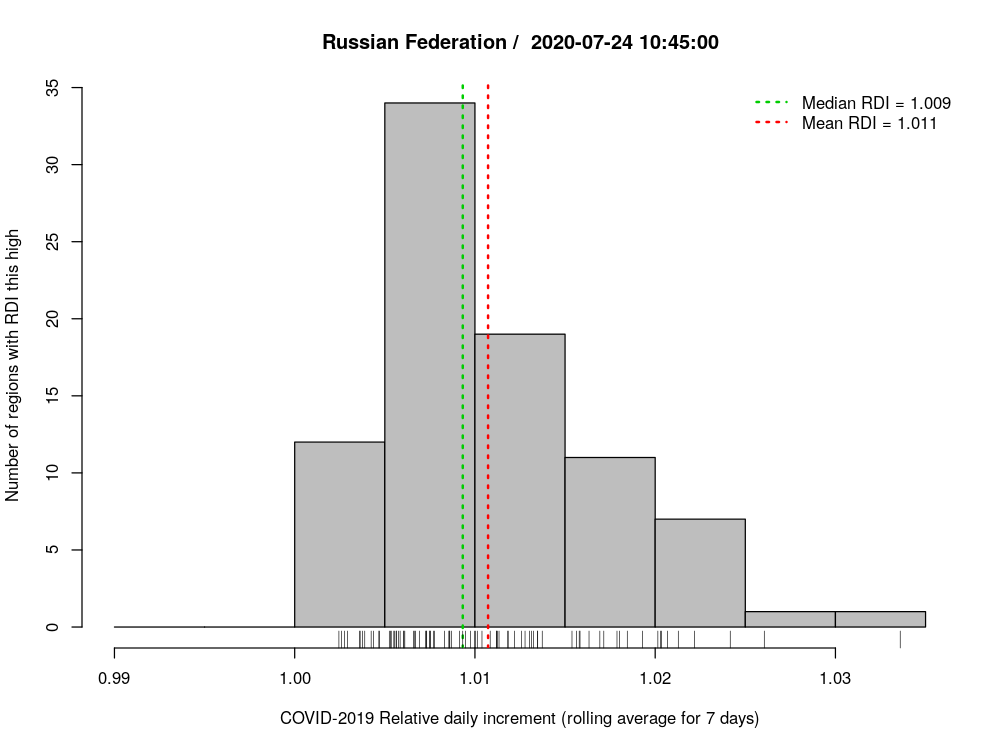 Russian Federation /  2020-07-24 10:45:00
Median RDI = 1.009
Mean RDI = 1.011
Number of regions with RDI this high
35
30
25
20
15
10
5
0
0.99 1.00 1.01 1.02 1.03
COVID-2019 Relative daily increment (rolling average for 7 days)